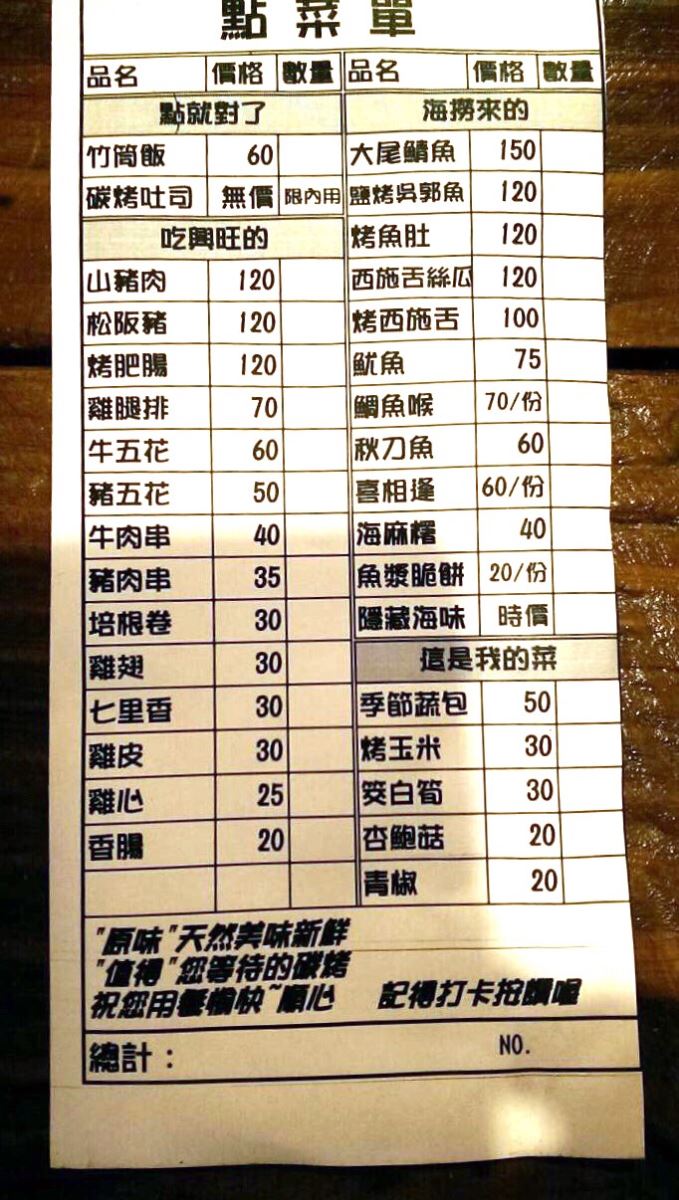 點菜單
品名 價格 數量 品名 價格 數量
點就對了
竹筒飯 60
碳烤吐司 無價 限內用
吃興旺的
山豬肉 120
松阪豬 120
烤肥腸 120
雞腿排 70
牛五花 60
豬五花 50
牛肉串 40
豬肉串 35
培根卷 30
雞翅 30
七里香 30
雞皮 30
雞心 25
香腸 20
海撈來的
大尾鯖魚 150
鹽烤吳郭魚 120
烤魚肚 120
西施舌絲瓜 120
烤西施舌 100
魷魚 75
鯛魚喉 70/份
秋刀魚 60
喜相逢 60/份
海麻糬 40
魚漿脆餅 20/份
隱藏海味 時價
這是我的菜
季節蔬包 50
烤玉米 30
筊白筍 30
杏鮑菇 20
青椒 20
"原味"天然美味新鮮
"值得"您等待的碳烤
祝您用餐愉快~順心 記得打卡按讚喔
總計： NO.